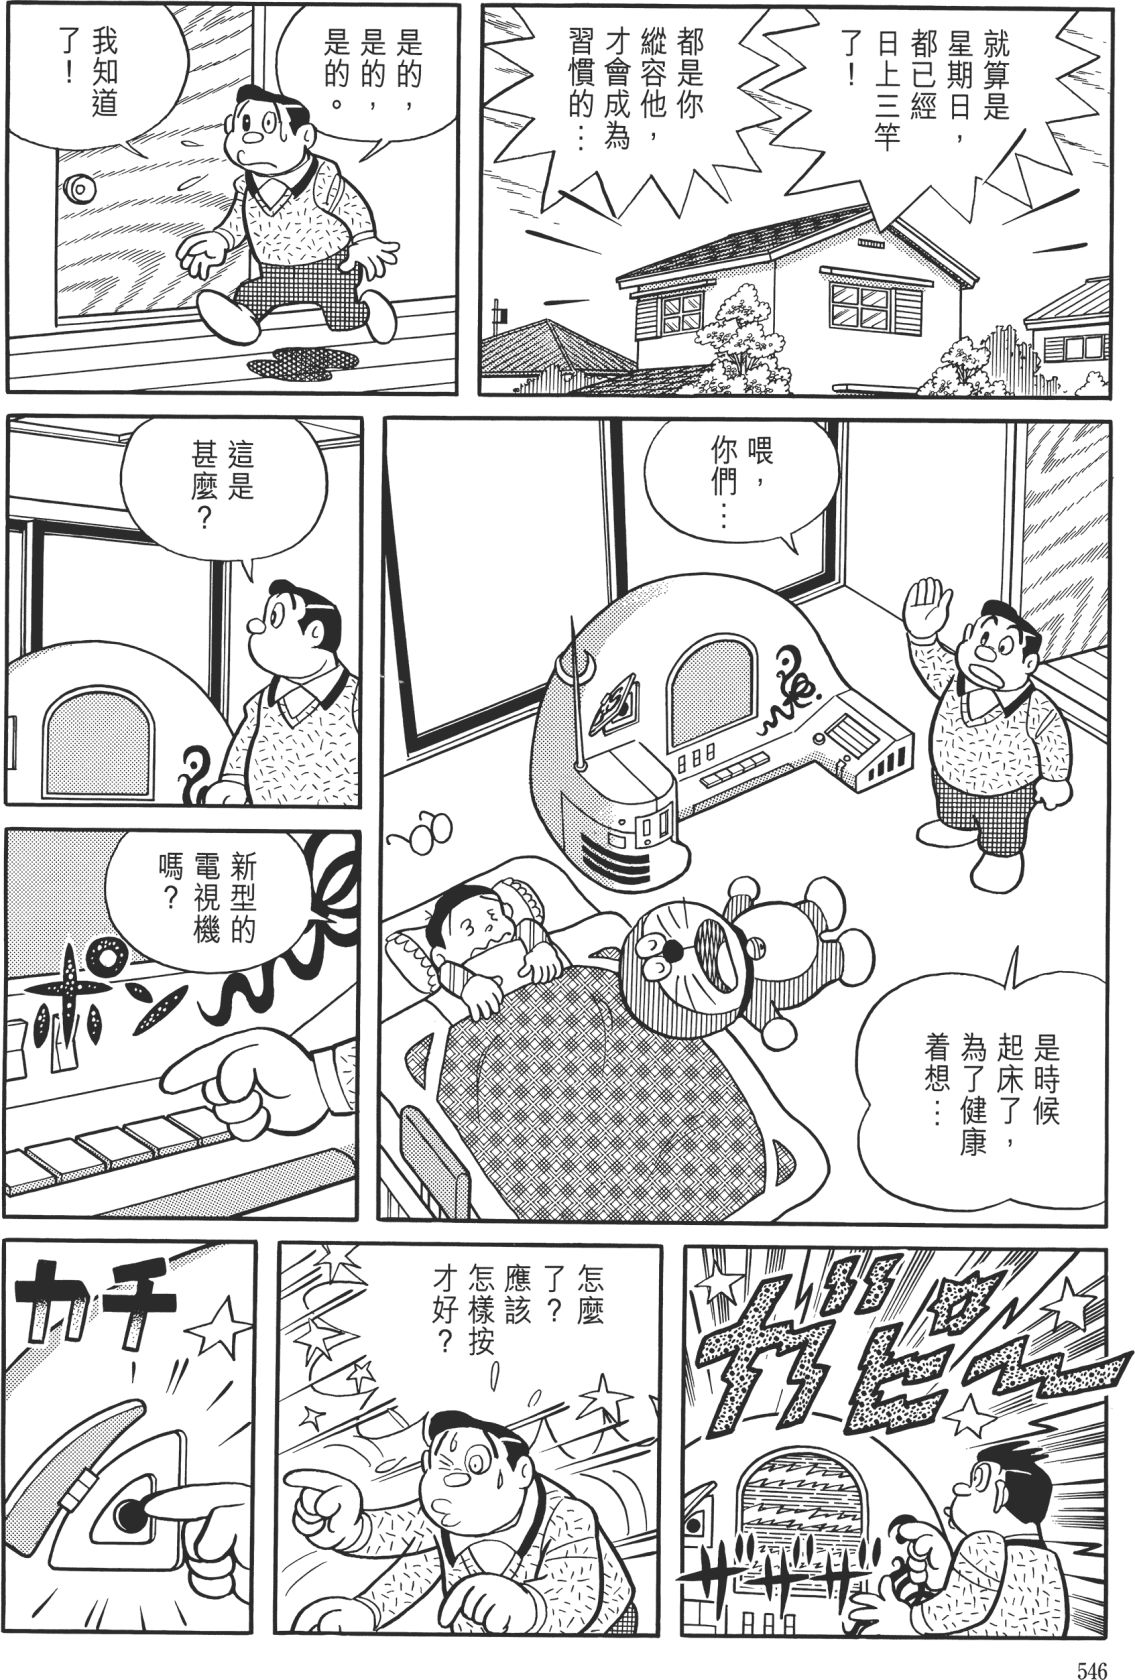 就算是
星期日，
都已經
日上三竿
了！
都是你
縱容他，
才會成為
習慣的…
是的，
是的，
是的。
我知道
了！
喂，
你們…
是時候
起床了，
為了健康
着想…
這是
甚麼？
新型的
電視機
嗎？
ポン
ガガピ～
ザザザ
怎麼
了？
應該
怎樣按
才好？
カチ
546